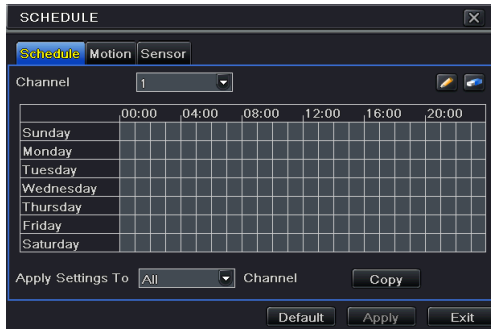 SCHEDULE
Schedule Motion Sensor
Channel 1
00:00 04:00 08:00 12:00 16:00 20:00
Sunday
Monday
Tuesday
Wednesday
Thursday
Friday
Saturday
Apply Settings To All Channel Copy
Default Apply Exit